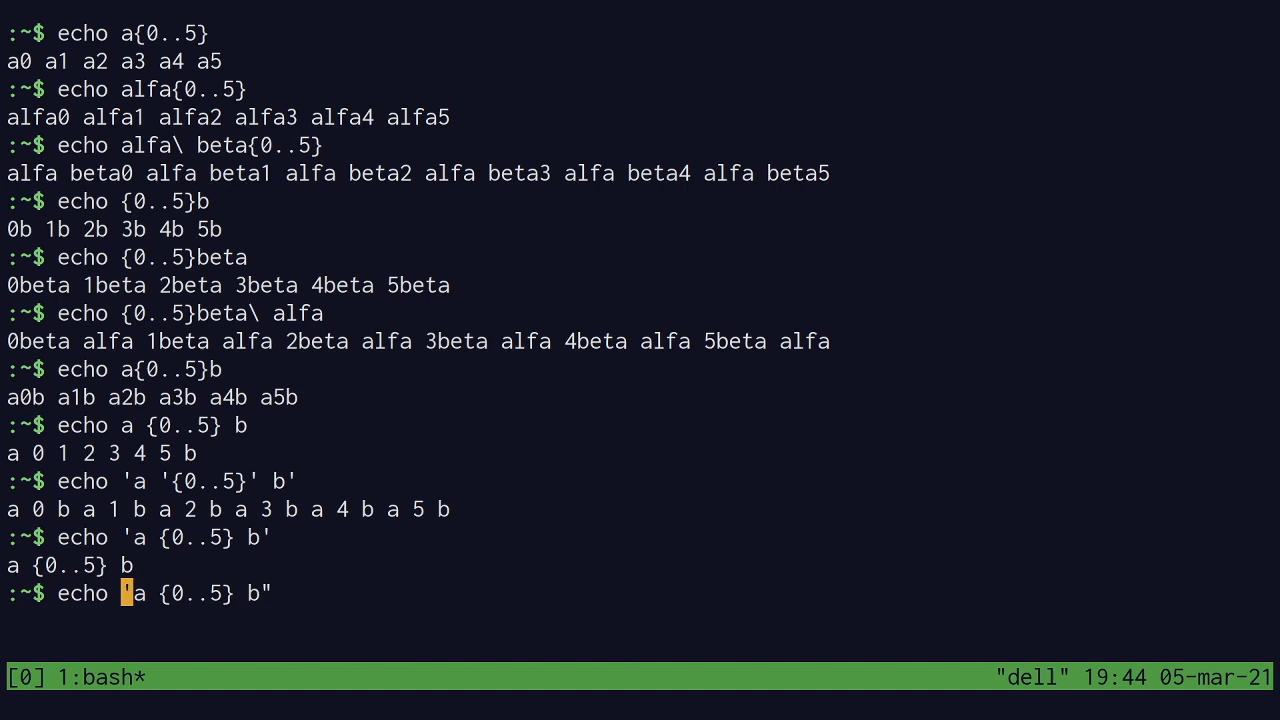 :~$ echo a{0..5}
a0 a1 a2 a3 a4 a5
:~$ echo alfa{0..5}
alfa0 alfa1 alfa2 alfa3 alfa4 alfa5
:~$ echo alfa\ beta{0..5}
alfa beta0 alfa beta1 alfa beta2 alfa beta3 alfa beta4 alfa beta5
:~$ echo {0..5}b
0b 1b 2b 3b 4b 5b
:~$ echo {0..5}beta
0beta 1beta 2beta 3beta 4beta 5beta
:~$ echo {0..5}beta\ alfa
0beta alfa 1beta alfa 2beta alfa 3beta alfa 4beta alfa 5beta alfa
:~$ echo a{0..5}b
a0b a1b a2b a3b a4b a5b
:~$ echo a {0..5} b
a 0 1 2 3 4 5 b
:~$ echo 'a '{0..5}' b'
a 0 b a 1 b a 2 b a 3 b a 4 b a 5 b
:~$ echo 'a {0..5} b'
a {0..5} b
:~$ echo 'a {0..5} b"
[0] 1:bash* "dell" 19:44 05-mar-21